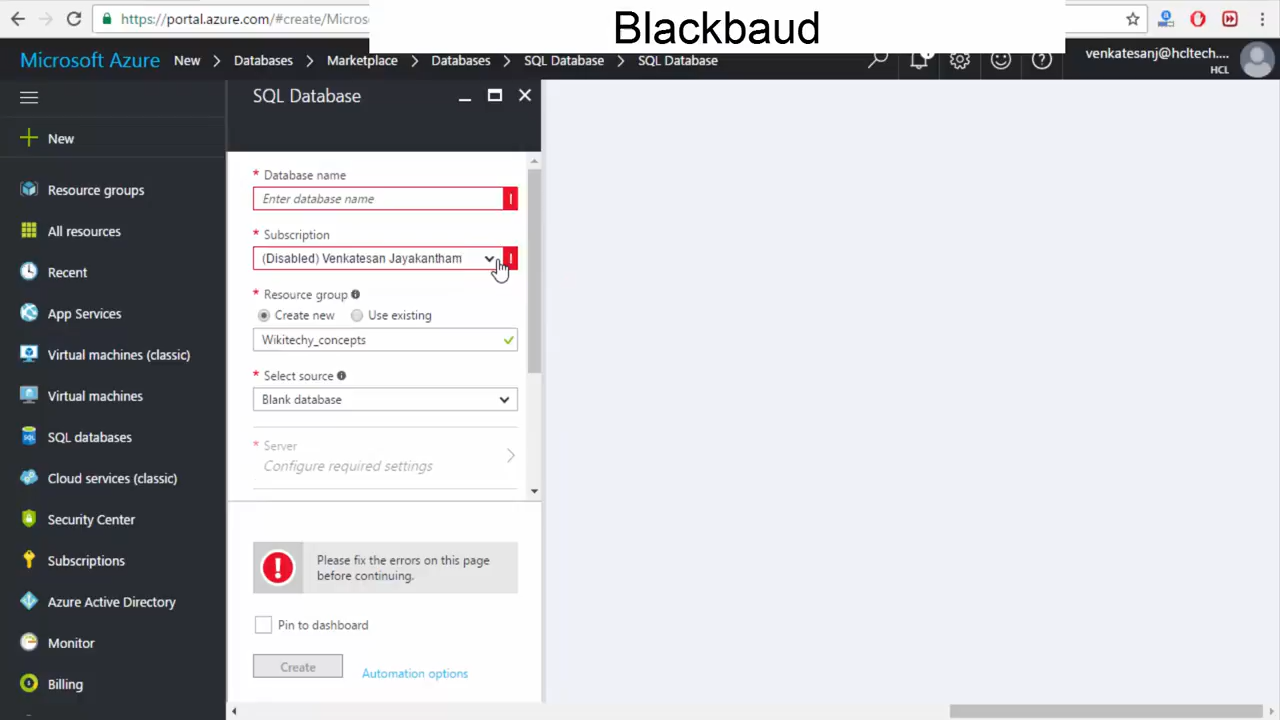 https://portal.azure.com/#create/Micros
Blackbaud
Microsoft Azure New > Databases > Marketplace > Databases > SQL Database > SQL Database
venkatesanj@hcltech....
HCL
SQL Database
New
Resource groups
All resources
Recent
App Services
Virtual machines (classic)
Virtual machines
SQL databases
Cloud services (classic)
Security Center
Subscriptions
Azure Active Directory
Monitor
Billing
* Database name
Enter database name
* Subscription
(Disabled) Venkatesan Jayakantham
* Resource group
Create new Use existing
Wikitechy_concepts
* Select source
Blank database
* Server
Configure required settings
Please fix the errors on this page
before continuing.
Pin to dashboard
Create Automation options